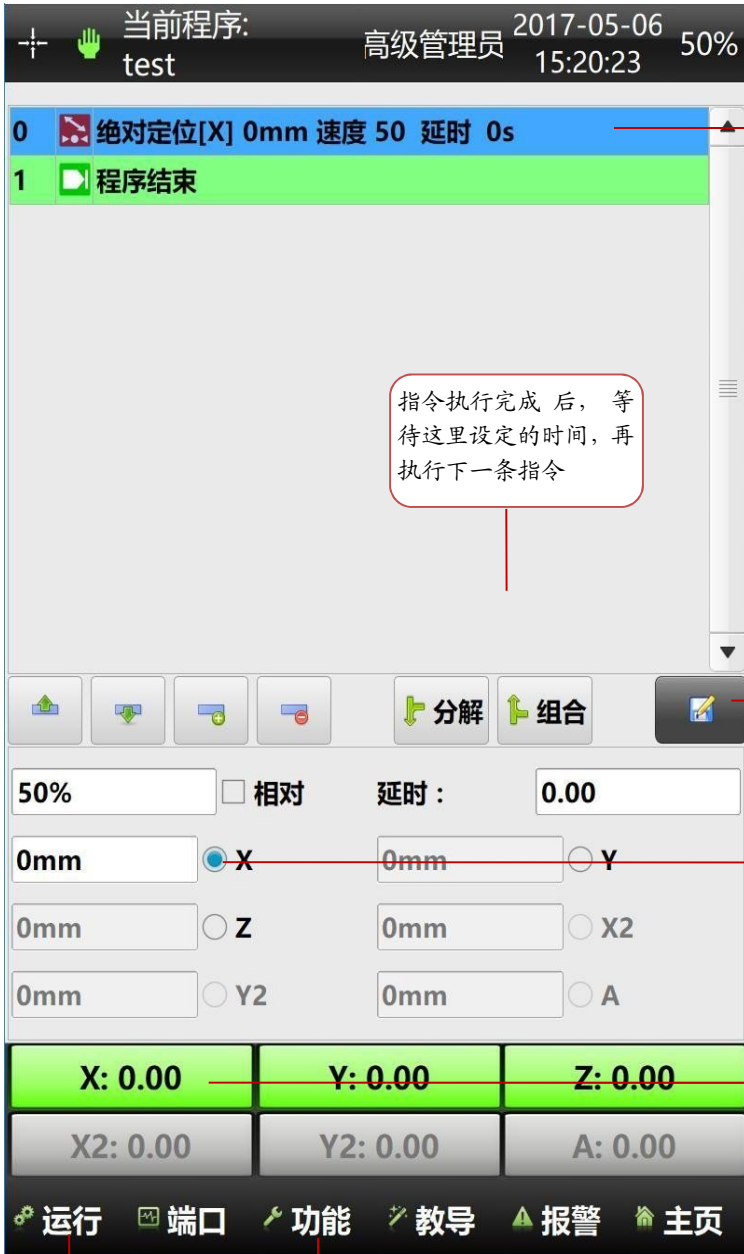 当前程序:
test
高级管理员
2017-05-06
15:20:23
50%
0 绝对定位[X] 0mm 速度 50 延时 0s
1 程序结束
指令执行完成 后， 等
待这里设定的时间，再
执行下一条指令
分解 组合
50% 相对 延时： 0.00
0mm X 0mm Y
0mm Z 0mm X2
0mm Y2 0mm A
X: 0.00 Y: 0.00 Z: 0.00
X2: 0.00 Y2: 0.00 A: 0.00
运行 端口 功能 教导 报警 主页